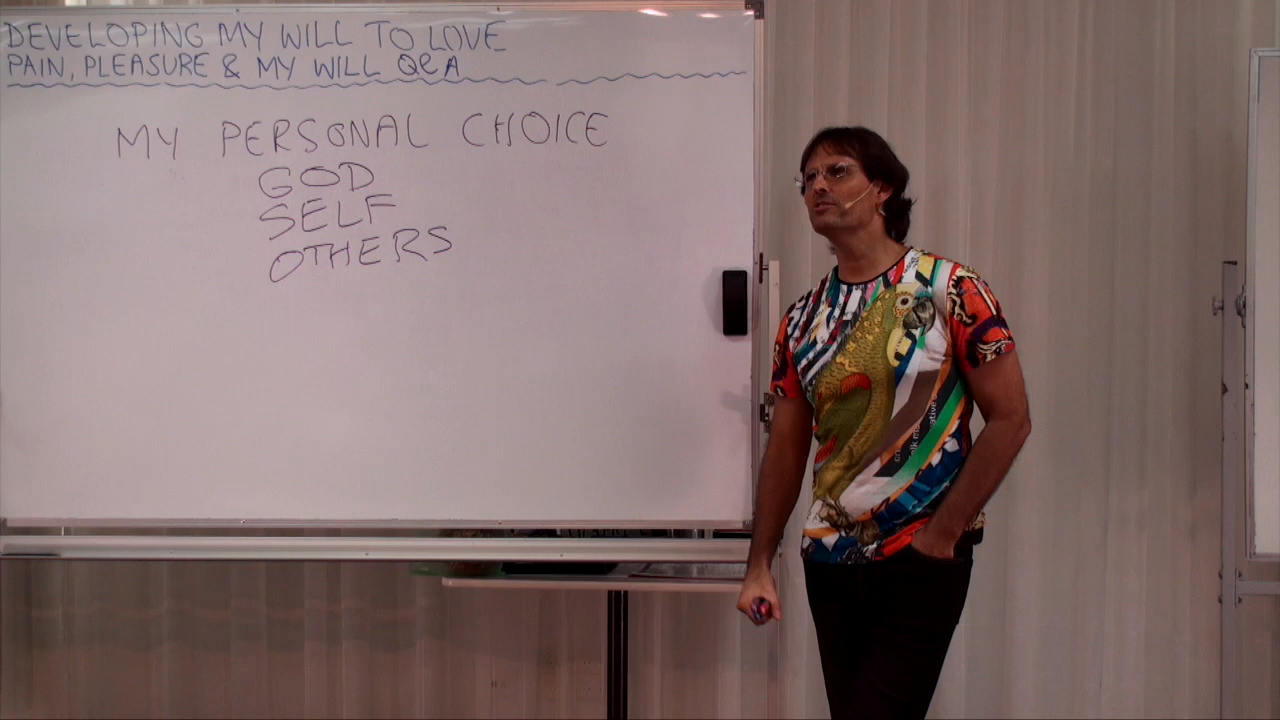 DEVELOPING MY WILL TO LOVE
PAIN, PLEASURE & MY WILL Q&A
MY PERSONAL CHOICE
GOD
SELF
OTHERS